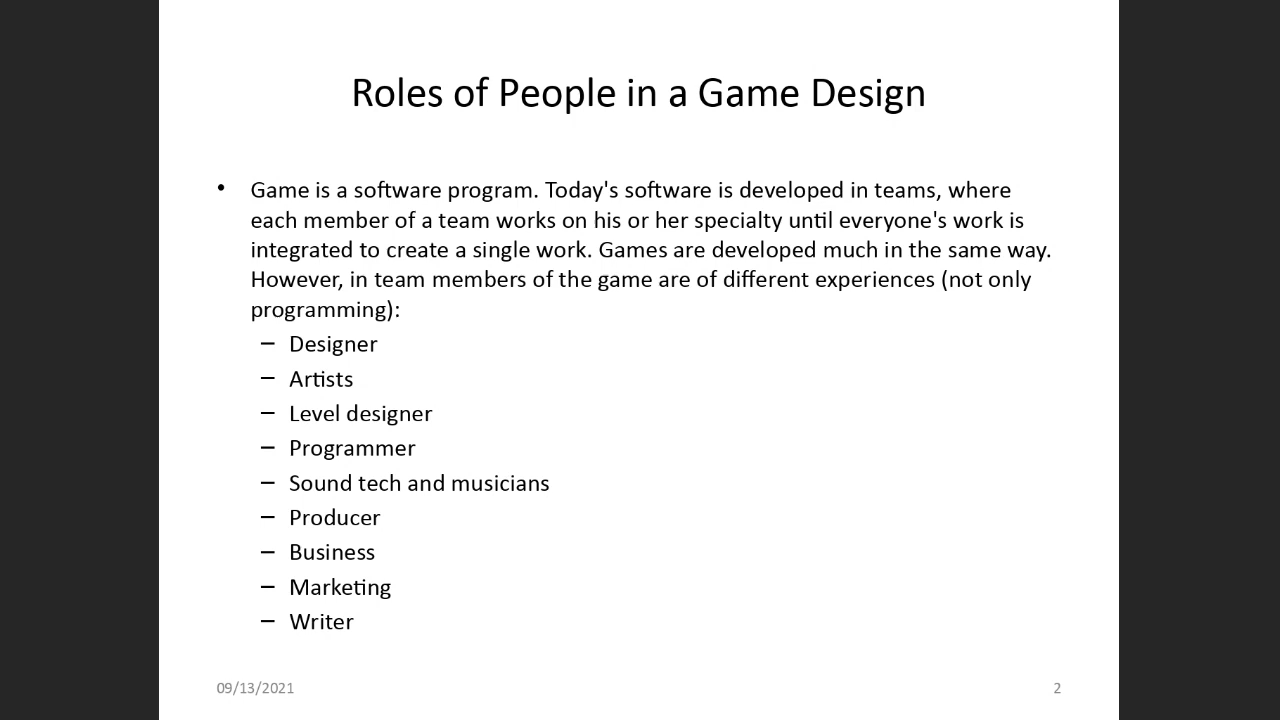 Roles of People in a Game Design
• Game is a software program. Today's software is developed in teams, where
each member of a team works on his or her specialty until everyone's work is
integrated to create a single work. Games are developed much in the same way.
However, in team members of the game are of different experiences (not only
programming):
– Designer
– Artists
– Level designer
– Programmer
– Sound tech and musicians
– Producer
– Business
– Marketing
– Writer
09/13/2021
2